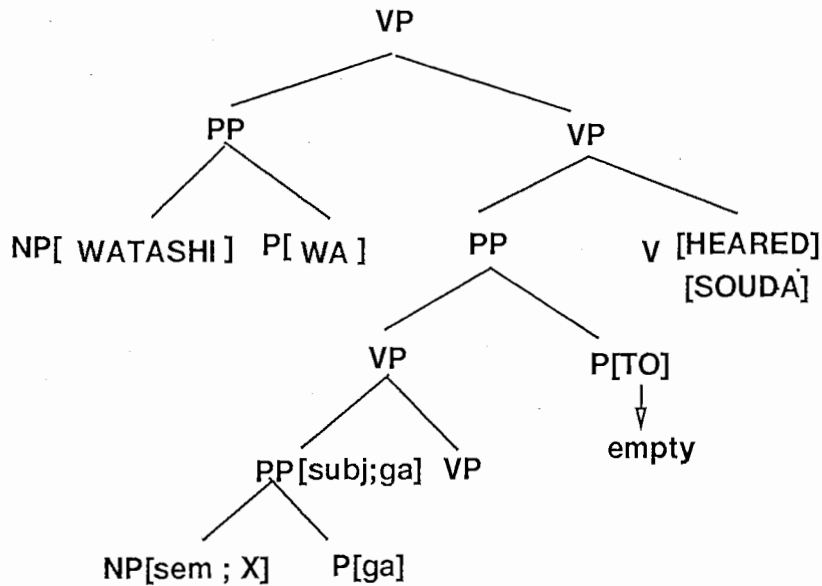 VP
PP VP
NP[ WATASHI ] P[ WA ] PP V [HEARED]
[SOUDA]
VP P[TO]
empty
PP[subj;ga] VP
NP[sem ; X] P[ga]